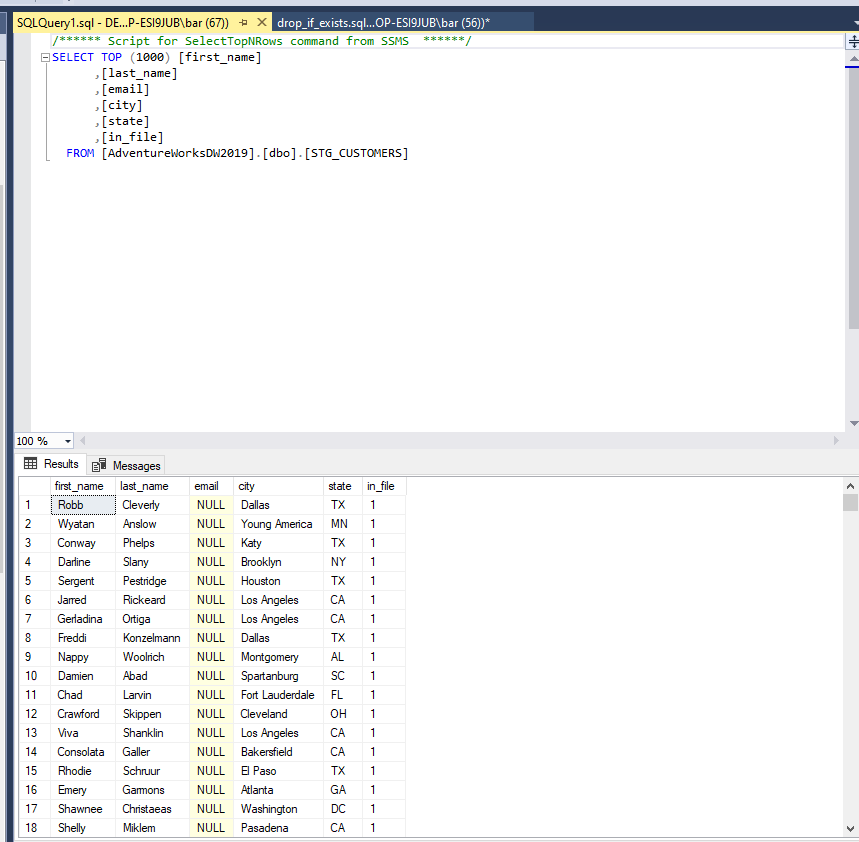 SQLQuery1.sql - DE...P-ESI9JUB\bar (67)) drop_if_exists.sql...OP-ESI9JUB\bar (56))*
/****** Script for SelectTopNRows command from SSMS ******/
SELECT TOP (1000) [first_name]
,[last_name]
,[email]
,[city]
,[state]
,[in_file]
FROM [AdventureWorksDW2019].[dbo].[STG_CUSTOMERS]
100 %
Results Messages
first_name last_name email city state in_file
1 Robb Cleverly NULL Dallas TX 1
2 Wyatan Anslow NULL Young America MN 1
3 Conway Phelps NULL Katy TX 1
4 Darline Slany NULL Brooklyn NY 1
5 Sergent Pestridge NULL Houston TX 1
6 Jarred Rickeard NULL Los Angeles CA 1
7 Gerladina Ortiga NULL Los Angeles CA 1
8 Freddi Konzelmann NULL Dallas TX 1
9 Nappy Woolrich NULL Montgomery AL 1
10 Damien Abad NULL Spartanburg SC 1
11 Chad Larvin NULL Fort Lauderdale FL 1
12 Crawford Skippen NULL Cleveland OH 1
13 Viva Shanklin NULL Los Angeles CA 1
14 Consolata Galler NULL Bakersfield CA 1
15 Rhodie Schruur NULL El Paso TX 1
16 Emery Garmons NULL Atlanta GA 1
17 Shawnee Christaeas NULL Washington DC 1
18 Shelly Miklem NULL Pasadena CA 1